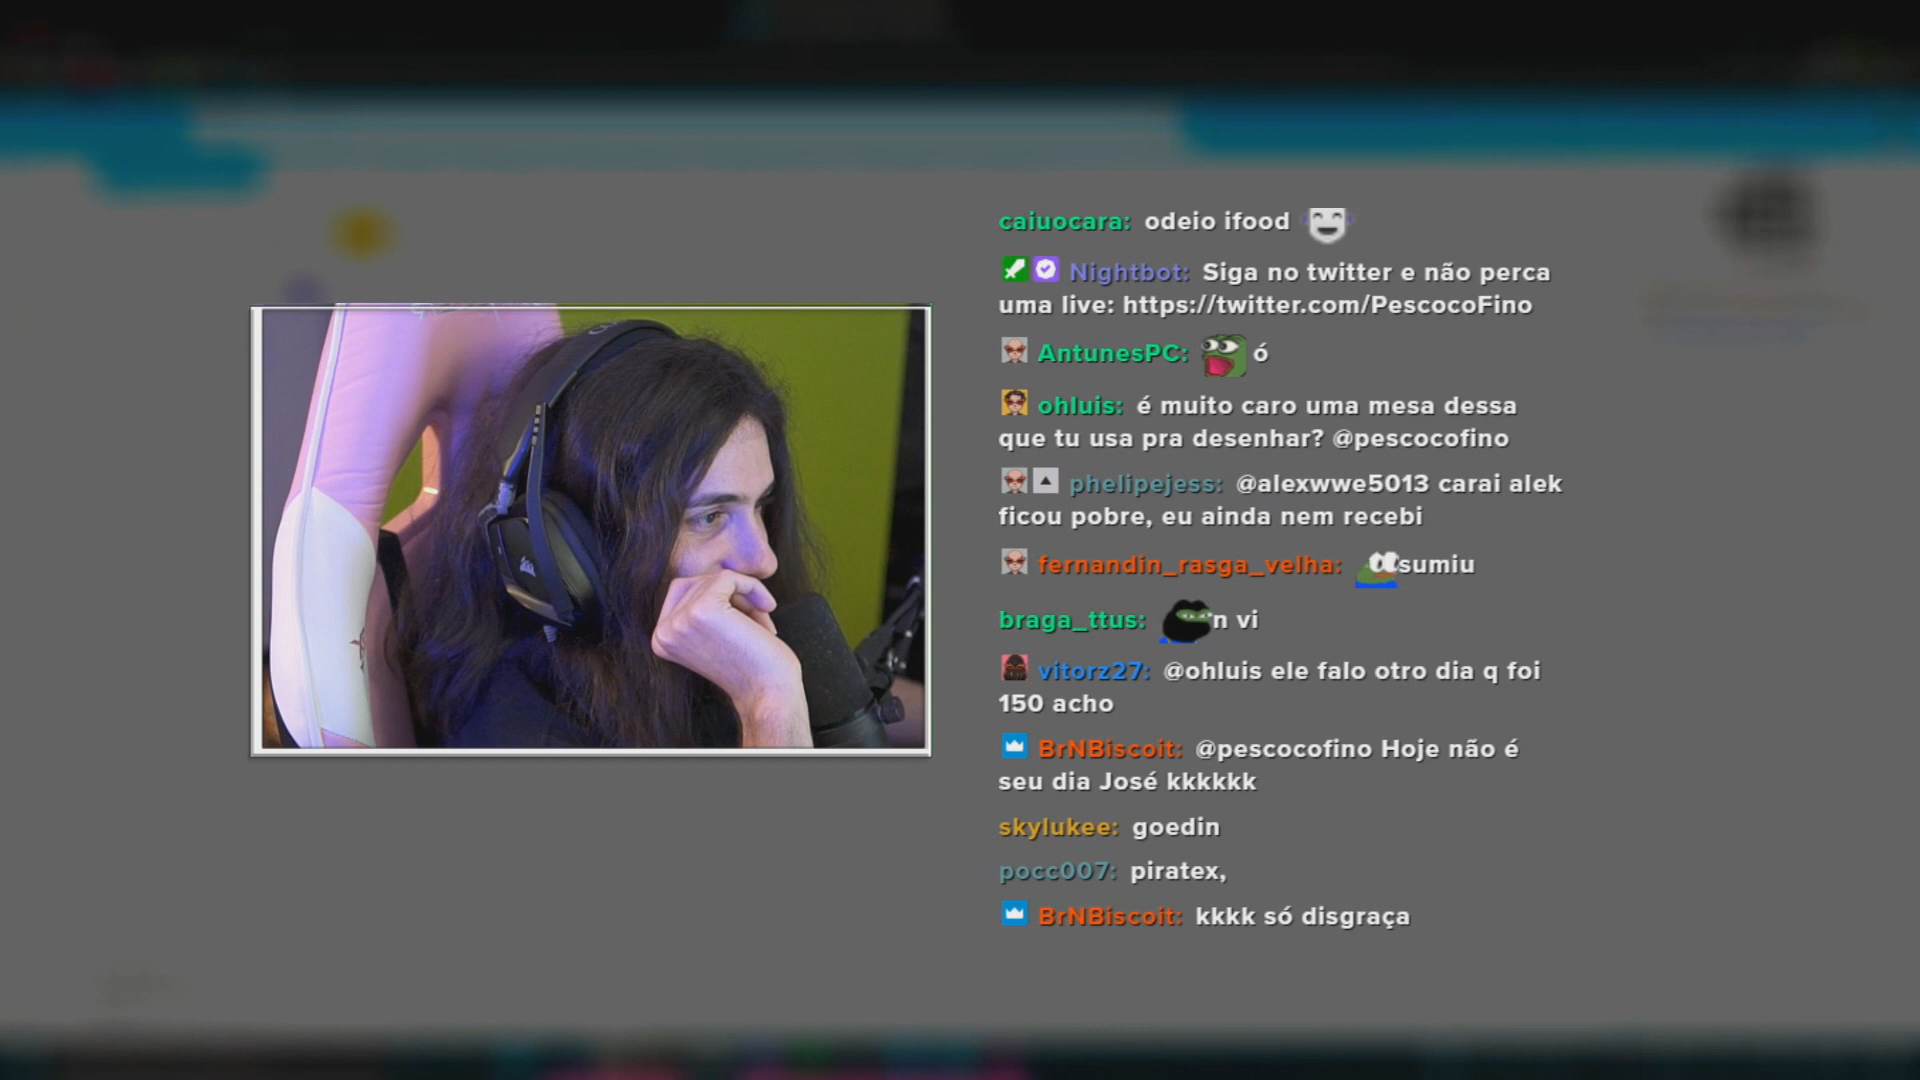 caiuocara: odeio ifood
Nightbot: Siga no twitter e não perca
uma live: https://twitter.com/PescocoFino
AntunesPC: ó
ohluis: é muito caro uma mesa dessa
que tu usa pra desenhar? @pescocofino
phelipejess: @alexwwe5013 carai alek
ficou pobre, eu ainda nem recebi
fernandin_rasga_velha: sumiu
braga_ttus: n vi
vitorz27: @ohluis ele falo otro dia q foi
150 acho
BrNBiscoit: @pescocofino Hoje não é
seu dia José kkkkkk
skylukee: goedin
pocc007: piratex,
BrNBiscoit: kkkk só disgraça